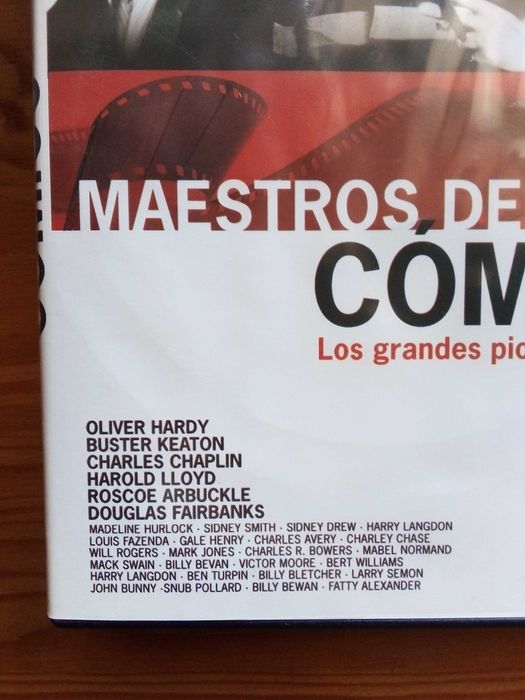 MAESTROS DE
CÓM
Los grandes pio
OLIVER HARDY
BUSTER KEATON
CHARLES CHAPLIN
HAROLD LLOYD
ROSCOE ARBUCKLE
DOUGLAS FAIRBANKS
MADELINE HURLOCK · SIDNEY SMITH · SIDNEY DREW · HARRY LANGDON
LOUIS FAZENDA · GALE HENRY · CHARLES AVERY · CHARLEY CHASE
WILL ROGERS · MARK JONES · CHARLES R. BOWERS · MABEL NORMAND
MACK SWAIN · BILLY BEVAN · VICTOR MOORE · BERT WILLIAMS
HARRY LANGDON · BEN TURPIN · BILLY BLETCHER · LARRY SEMON
JOHN BUNNY ·SNUB POLLARD · BILLY BEWAN · FATTY ALEXANDER